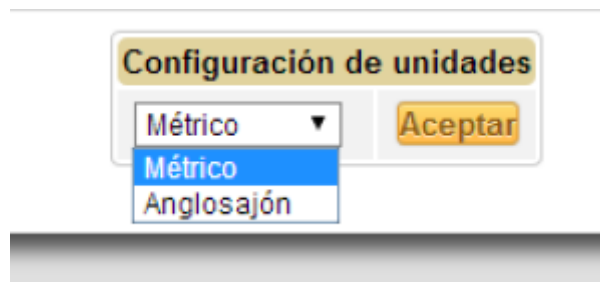 Configuración de unidades
Métrico ▼ Aceptar
Métrico
Anglosajón